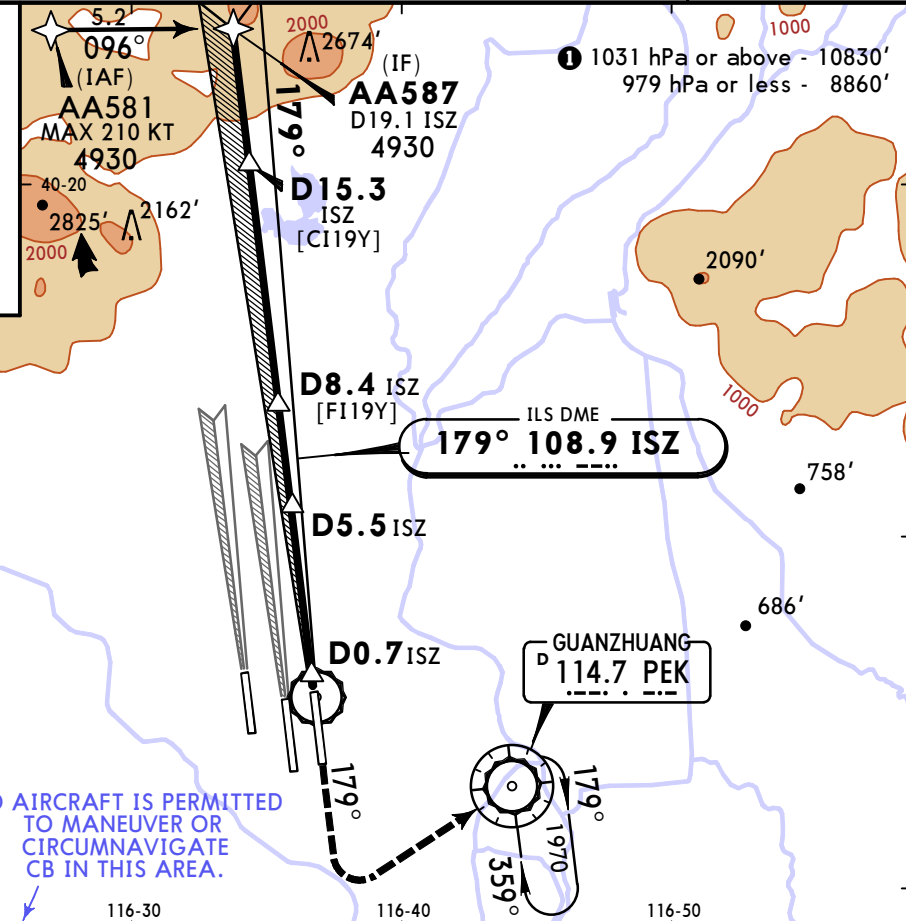 5.2
096°
(IAF)
AA581
MAX 210 KT
4930
2000
2674'
(IF)
AA587
D19.1 ISZ
4930
1000
❶ 1031 hPa or above - 10830'
979 hPa or less - 8860'
179°
D15.3
ISZ
[CI19Y]
40-20
2825'
2162'
2000
2090'
1000
D8.4 ISZ
[FI19Y]
ILS DME
179° 108.9 ISZ
758'
D5.5 ISZ
686'
D0.7 ISZ
GUANZHUANG
D 114.7 PEK
179°
179°
1970
359°
AIRCRAFT IS PERMITTED
TO MANEUVER OR
CIRCUMNAVIGATE
CB IN THIS AREA.
116-30
116-40
116-50